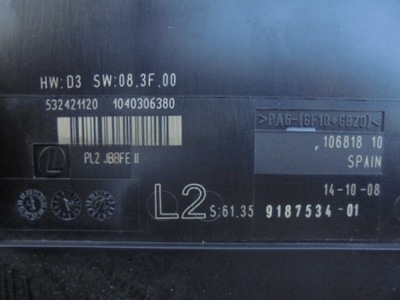 HW:D3 SW:08.3F.00
532421120 1040306380
>PA6-(GF10+GB20)<
106818 10
SPAIN
L PL2 JBBFE II
14-10-08
L2 S:61.35 9187534-01